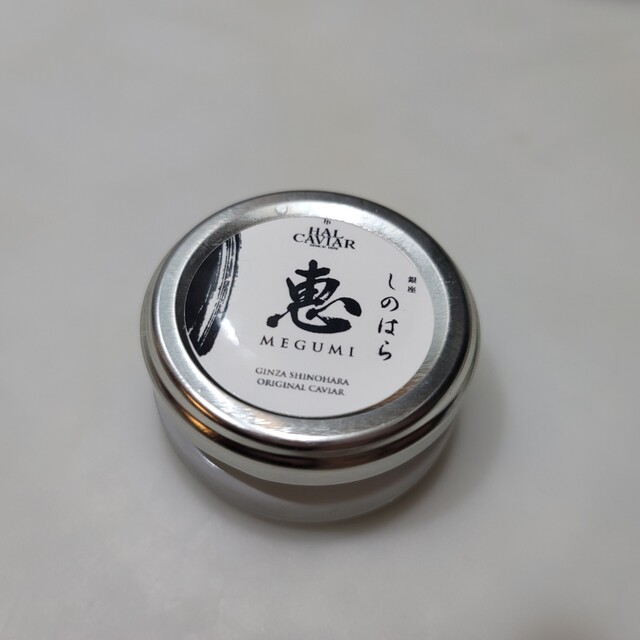 HAL
CAVIAR
恵
MEGUMI
銀座
しのはら
GINZA SHINOHARA
ORIGINAL CAVIAR